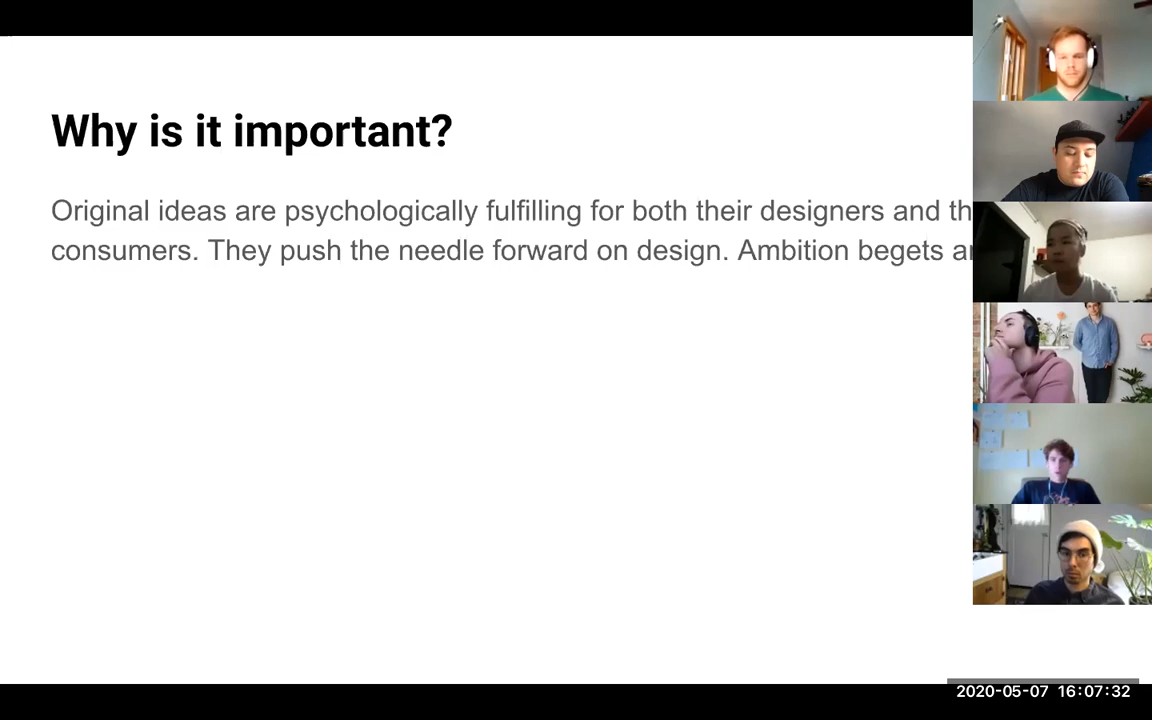 Why is it important?
Original ideas are psychologically fulfilling for both their designers and
consumers. They push the needle forward on design. Ambition begets
2020-05-07 16:07:32